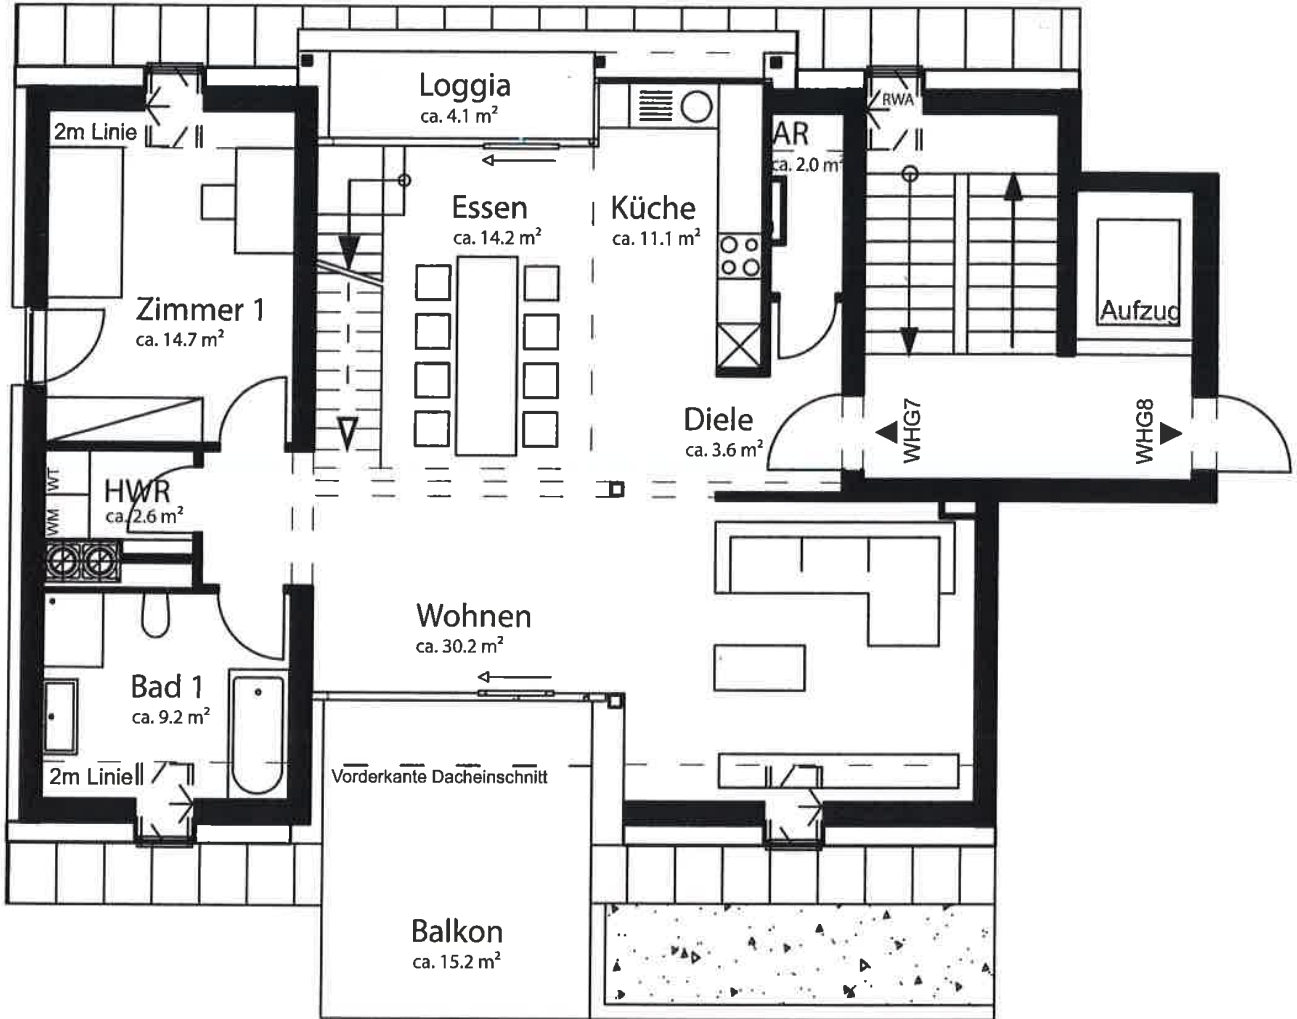 Loggia
ca. 4.1 m²
RWA
2m Linie
AR
ca. 2.0 m²
Essen
ca. 14.2 m²
Küche
ca. 11.1 m²
Zimmer 1
ca. 14.7 m²
Aufzug
Diele
ca. 3.6 m²
WHG7
WHG8
WT
HWR
ca. 2.6 m²
WM
Wohnen
ca. 30.2 m²
Bad 1
ca. 9.2 m²
2m Linie
Vorderkante Dacheinschnitt
Balkon
ca. 15.2 m²